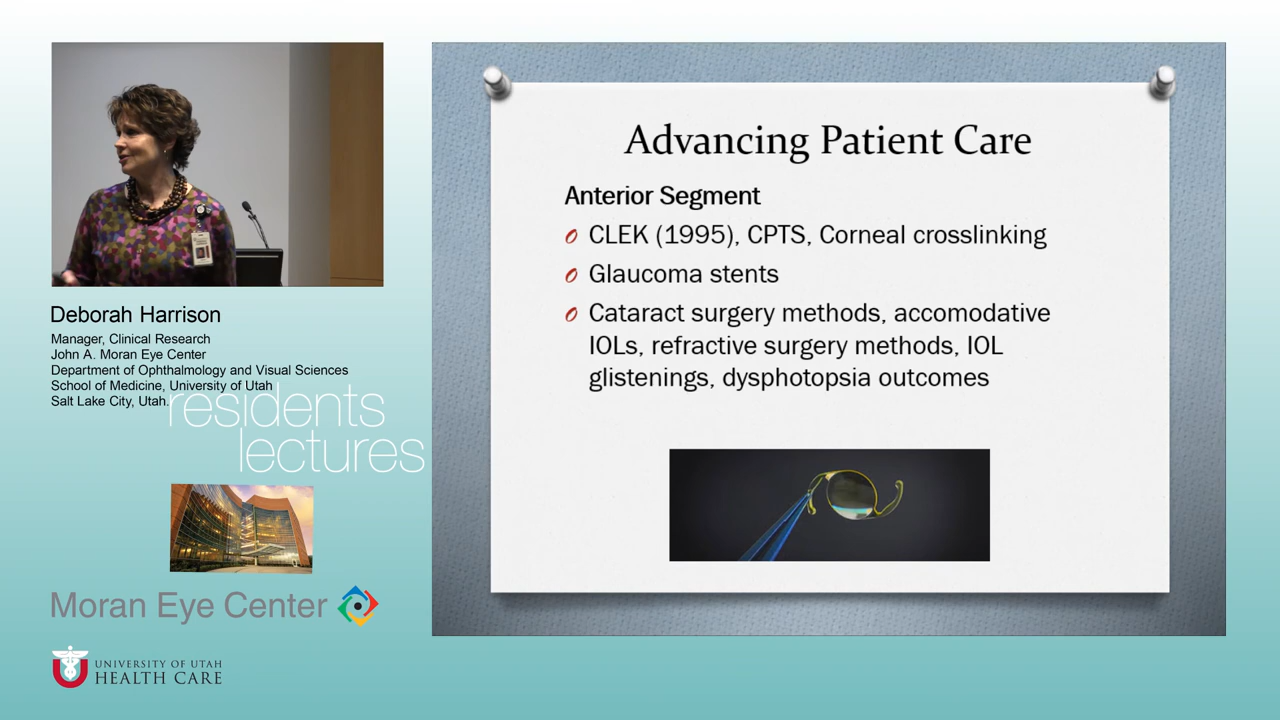 Deborah Harrison
Manager, Clinical Research
John A. Moran Eye Center
Department of Ophthalmology and Visual Sciences
School of Medicine, University of Utah
Salt Lake City, Utah.
residents
lectures
Moran Eye Center
UNIVERSITY OF UTAH
HEALTH CARE
Advancing Patient Care
Anterior Segment
CLEK (1995), CPTS, Corneal crosslinking
Glaucoma stents
Cataract surgery methods, accomodative
IOLs, refractive surgery methods, IOL
glistenings, dysphotopsia outcomes